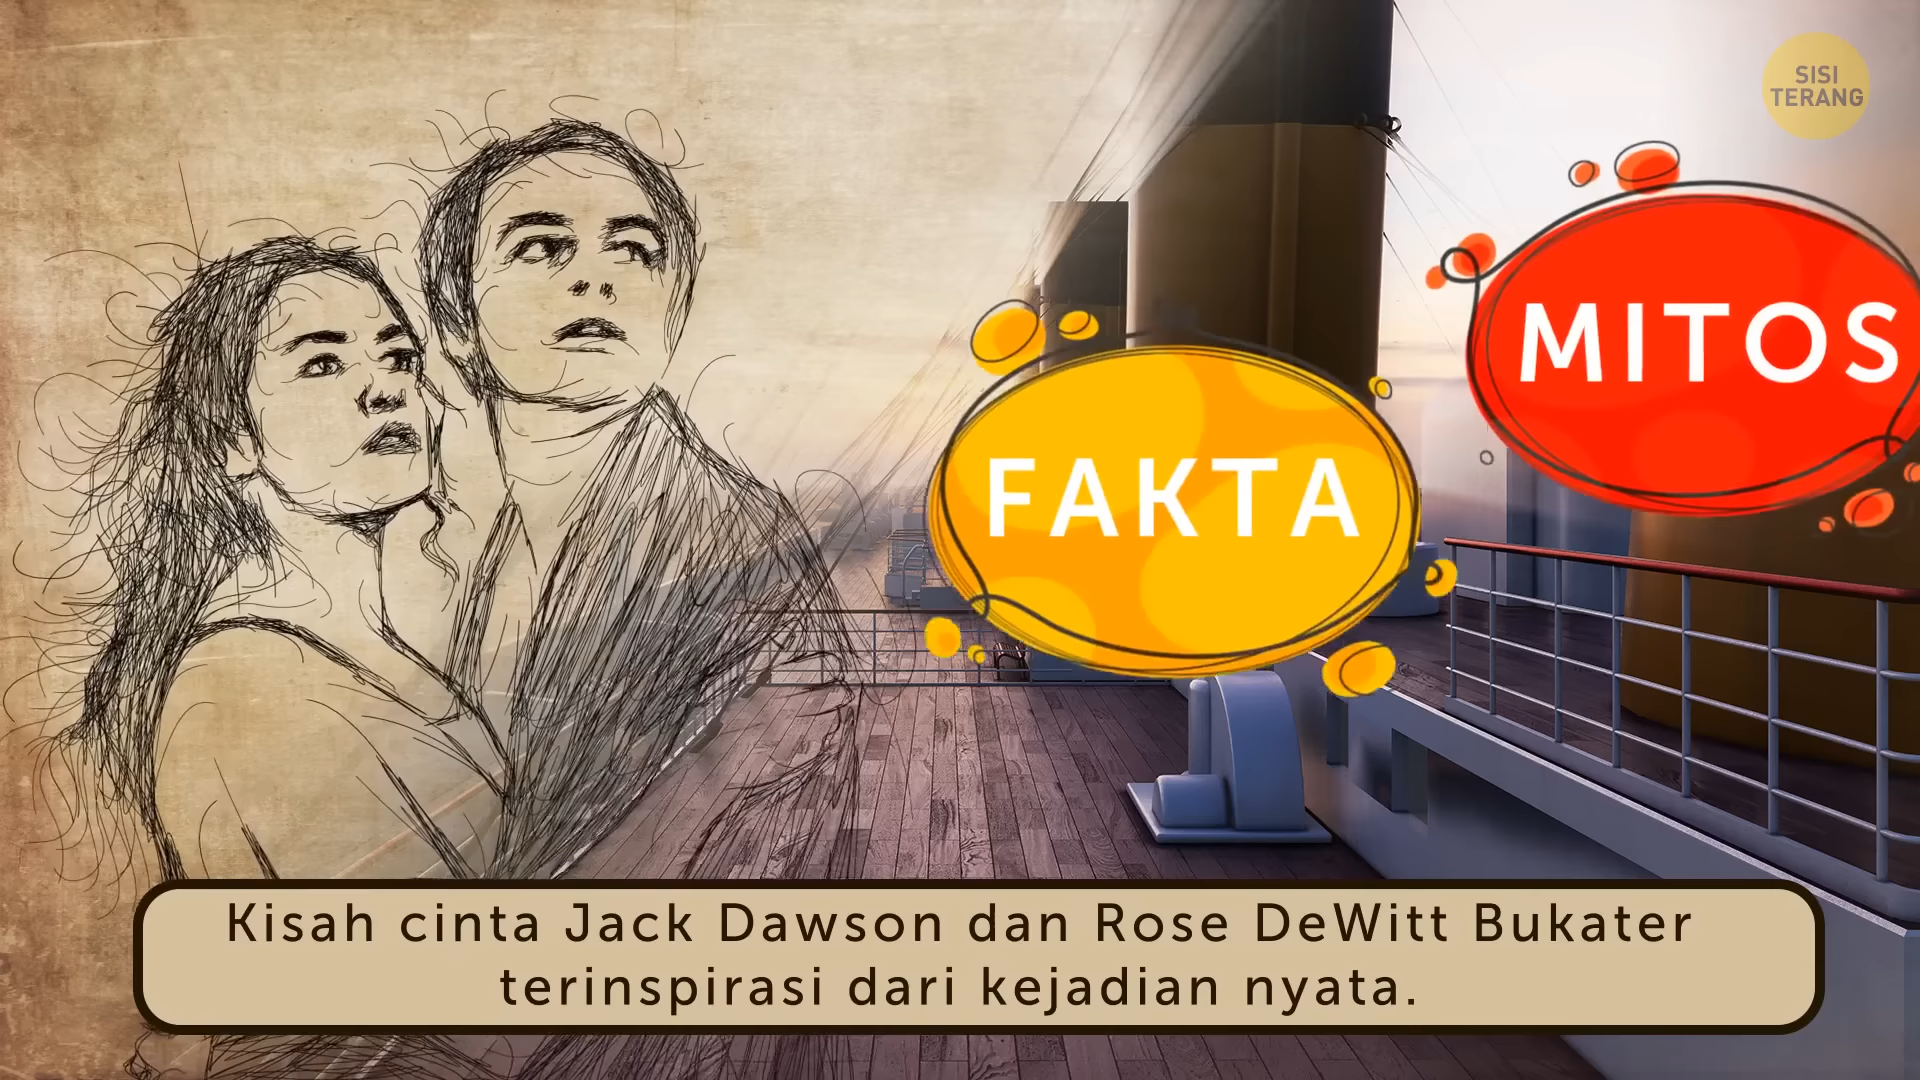 SISI
TERANG
MITOS
FAKTA
Kisah cinta Jack Dawson dan Rose DeWitt Bukater
terinspirasi dari kejadian nyata.